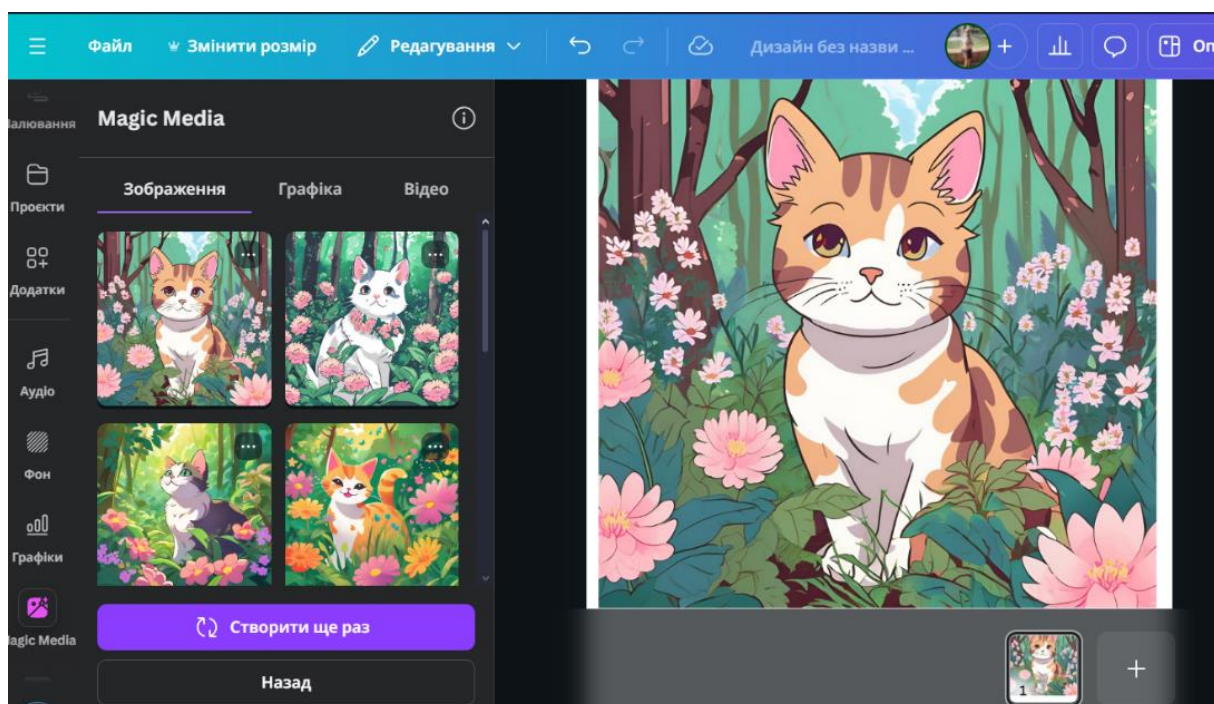 Файл
Змінити розмір
Редагування
Дизайн без назви ...
Magic Media
Проєкти
Додатки
Аудіо
Фон
Графіки
Зображення
Графіка
Відео
Створити ще раз
Назад
1